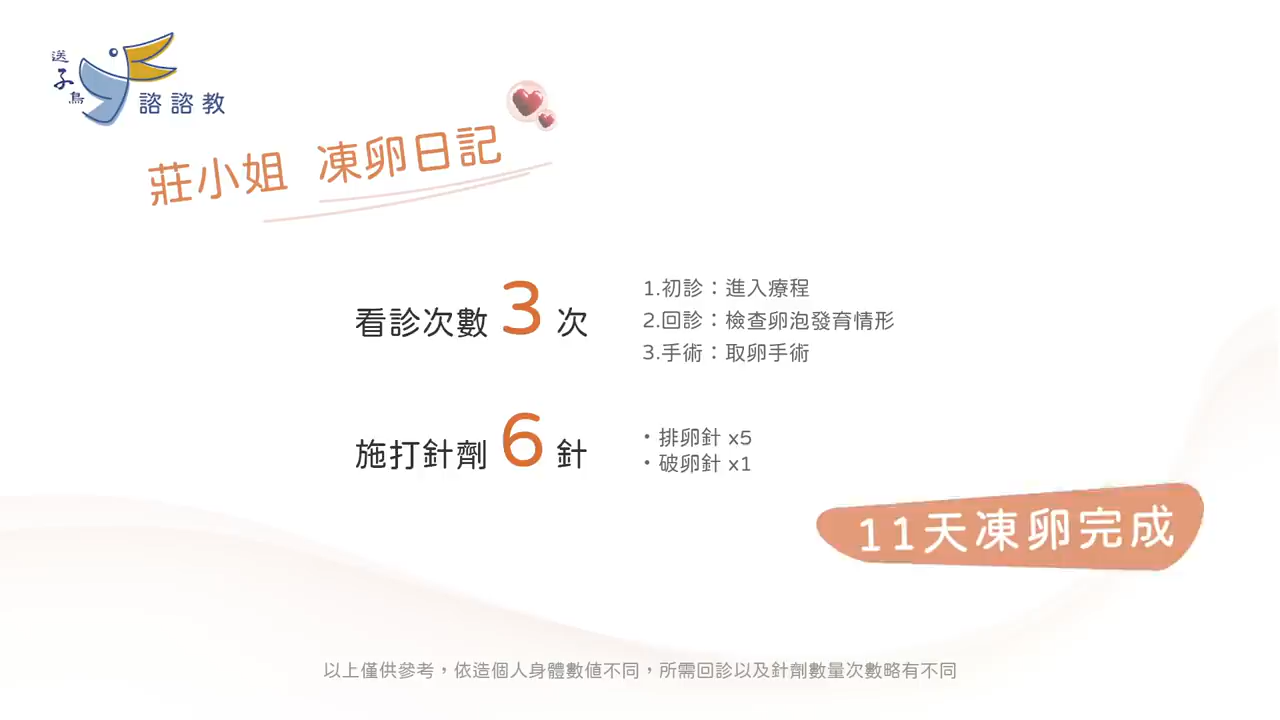 送子鳥
諮諮教
莊小姐 凍卵日記
看診次數 3 次
1.初診：進入療程
2.回診：檢查卵泡發育情形
3.手術：取卵手術
施打針劑 6 針
・排卵針 x5
・破卵針 x1
11天凍卵完成
以上僅供參考，依造個人身體數値不同，所需回診以及針劑數量次數略有不同